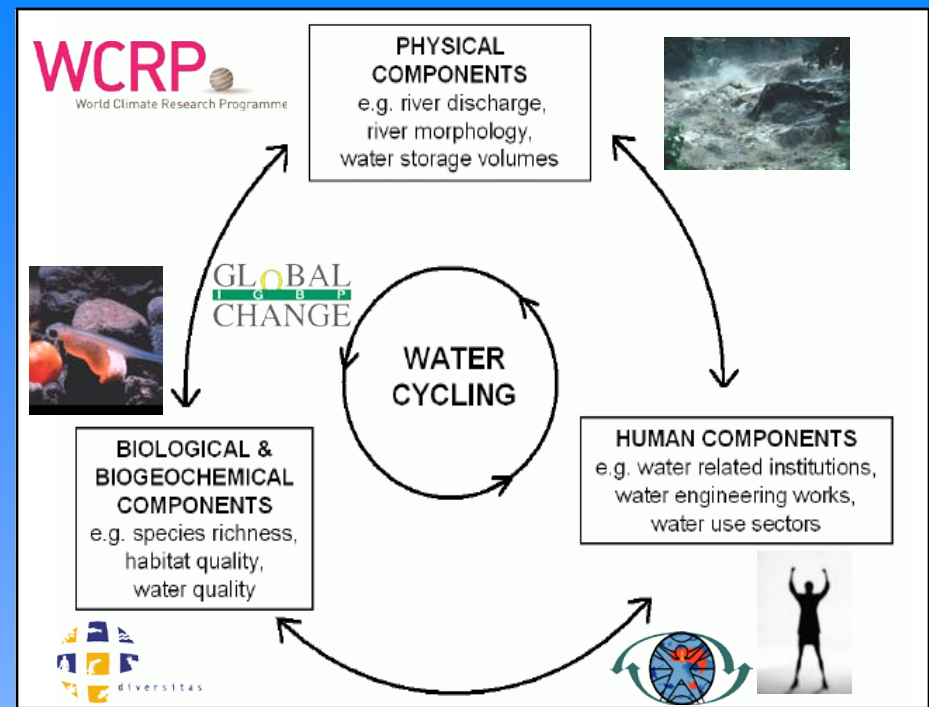 WCRP
World Climate Research Programme
PHYSICAL
COMPONENTS
e.g. river discharge,
river morphology,
water storage volumes
GLOBAL
I G B P
CHANGE
WATER
CYCLING
BIOLOGICAL &
BIOGEOCHEMICAL
COMPONENTS
e.g. species richness,
habitat quality,
water quality
HUMAN COMPONENTS
e.g. water related institutions,
water engineering works,
water use sectors
diversitas